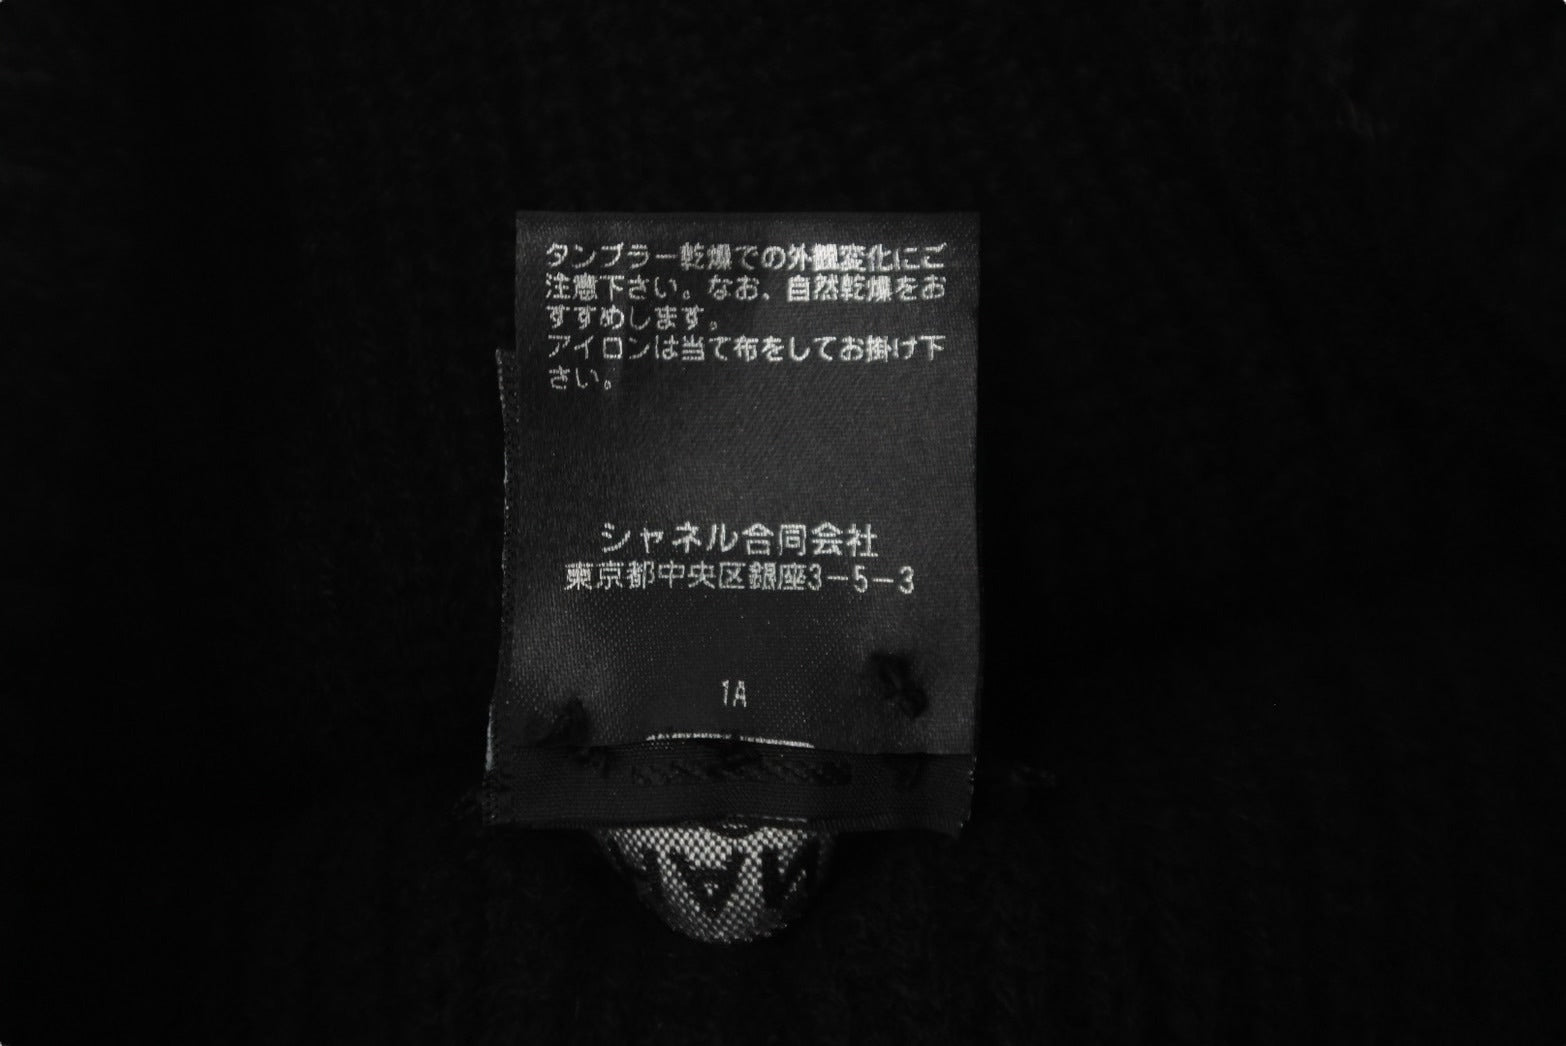 タンブラー乾燥での外観変化にご
注意下さい。なお、自然乾燥をお
すすめします。
アイロンは当て布をしてお掛け下
さい。
シャネル合同会社
東京都中央区銀座3-5-3
1A